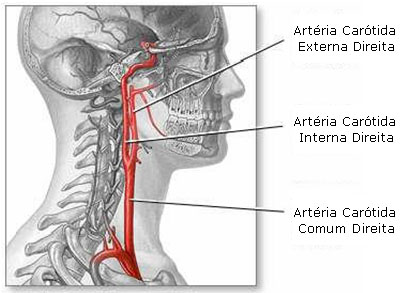 Artéria Carótida
Externa Direita
Artéria Carótida
Interna Direita
Artéria Carótida
Comum Direita